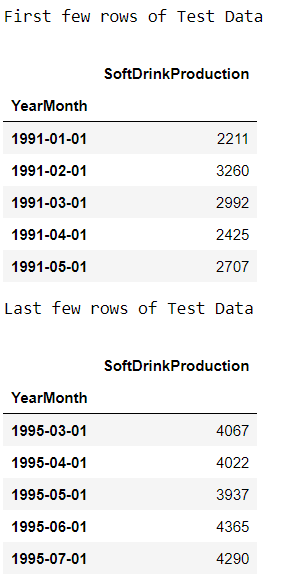 First few rows of Test Data
SoftDrinkProduction
YearMonth
1991-01-01 2211
1991-02-01 3260
1991-03-01 2992
1991-04-01 2425
1991-05-01 2707
Last few rows of Test Data
SoftDrinkProduction
YearMonth
1995-03-01 4067
1995-04-01 4022
1995-05-01 3937
1995-06-01 4365
1995-07-01 4290